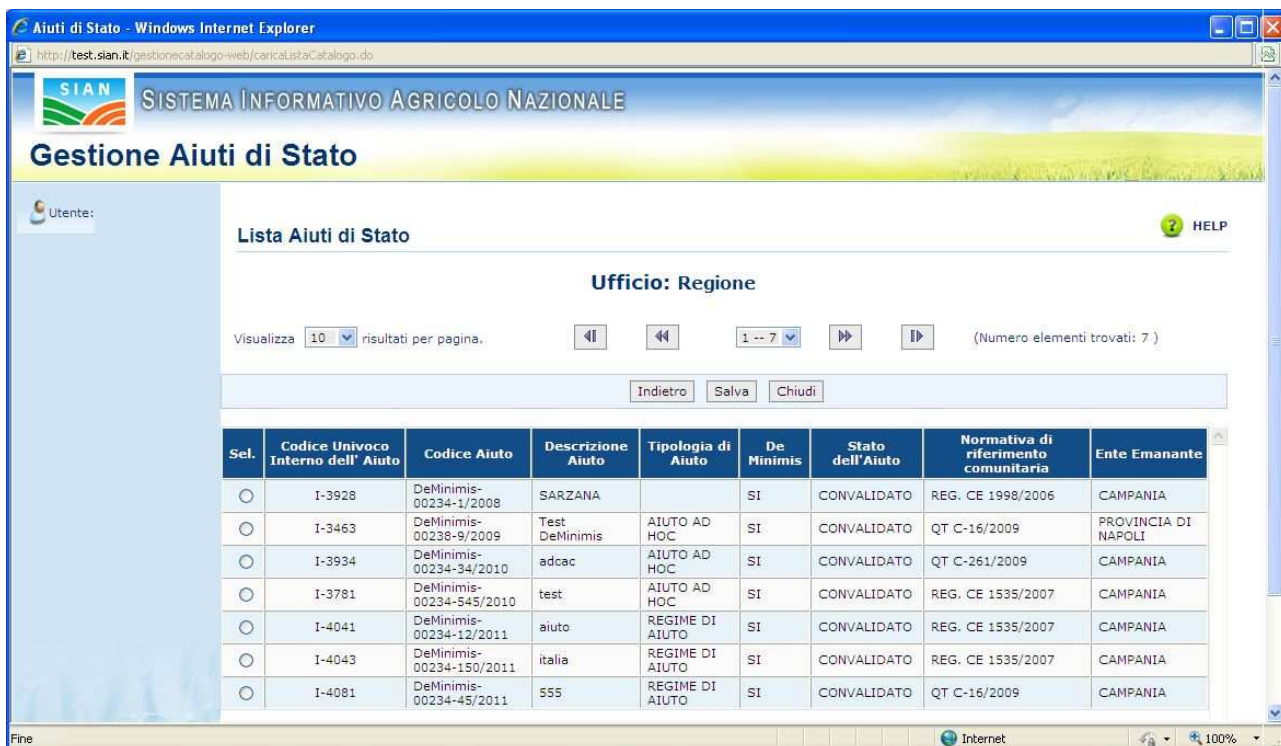 Aiuti di Stato - Windows Internet Explorer
http://test.sian.it/gestionecatalogo-web/caricaListaCatalogo.do
SIAN SISTEMA INFORMATIVO AGRICOLO NAZIONALE
Gestione Aiuti di Stato
Utente:
HELP
Lista Aiuti di Stato
Ufficio: Regione
Visualizza 10 risultati per pagina. 1 -- 7 (Numero elementi trovati: 7 )
Indietro Salva Chiudi
Sel. Codice Univoco Interno dell' Aiuto Codice Aiuto Descrizione Aiuto Tipologia di Aiuto De Minimis Stato dell'Aiuto Normativa di riferimento comunitaria Ente Emanante
I-3928 DeMinimis-00234-1/2008 SARZANA SI CONVALIDATO REG. CE 1998/2006 CAMPANIA
I-3463 DeMinimis-00238-9/2009 Test DeMinimis AIUTO AD HOC SI CONVALIDATO QT C-16/2009 PROVINCIA DI NAPOLI
I-3934 DeMinimis-00234-34/2010 adcac AIUTO AD HOC SI CONVALIDATO QT C-261/2009 CAMPANIA
I-3781 DeMinimis-00234-545/2010 test AIUTO AD HOC SI CONVALIDATO REG. CE 1535/2007 CAMPANIA
I-4041 DeMinimis-00234-12/2011 aiuto REGIME DI AIUTO SI CONVALIDATO REG. CE 1535/2007 CAMPANIA
I-4043 DeMinimis-00234-150/2011 italia REGIME DI AIUTO SI CONVALIDATO REG. CE 1535/2007 CAMPANIA
I-4081 DeMinimis-00234-45/2011 555 REGIME DI AIUTO SI CONVALIDATO QT C-16/2009 CAMPANIA
Fine Internet 100%